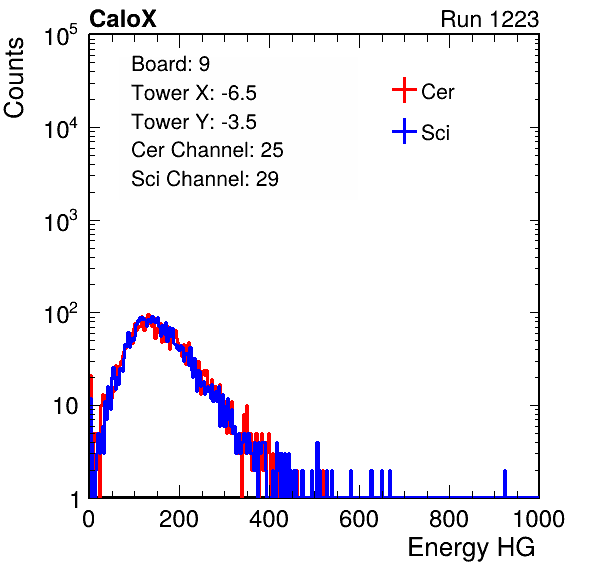 CaloX Run 1223
Counts
10^5
10^4
10^3
10^2
10
1
Board: 9
Tower X: -6.5
Tower Y: -3.5
Cer Channel: 25
Sci Channel: 29
Cer
Sci
0 200 400 600 800 1000
Energy HG